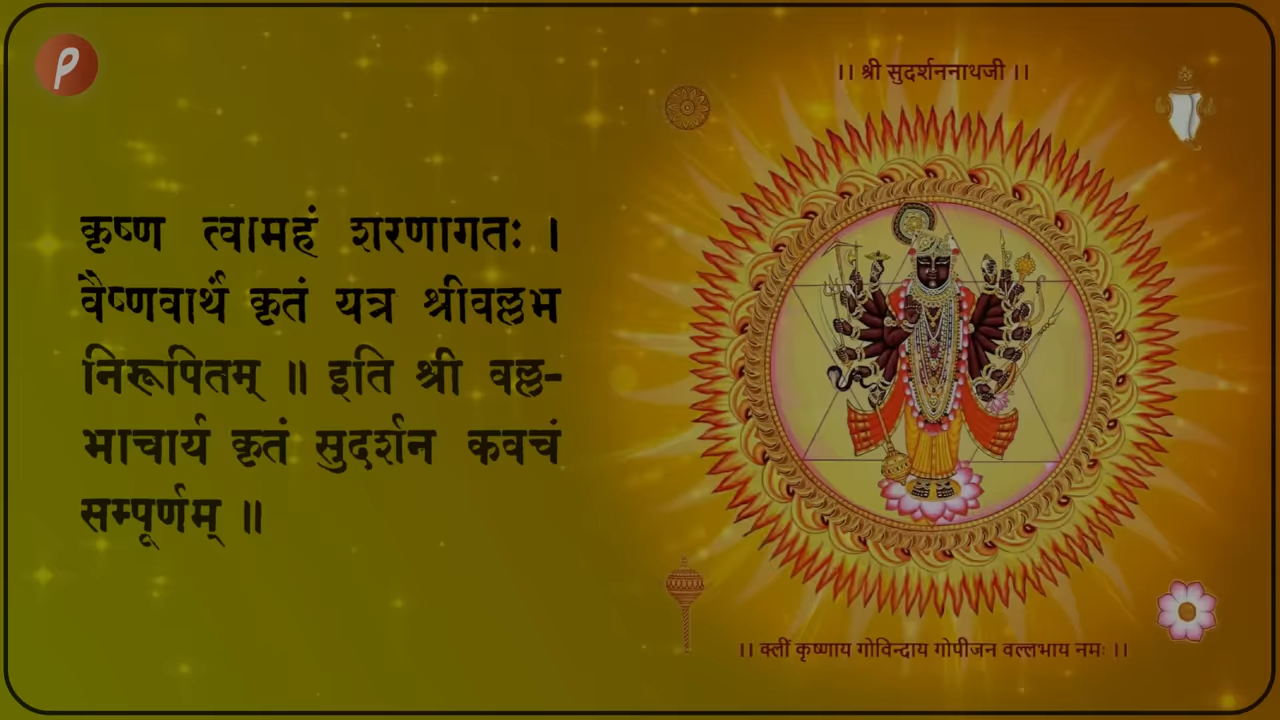 कृष्ण त्वामहं शरणागतः ।
वैष्णवार्थं कृतं यत्र श्रीवल्लभ
निरूपितम् ॥ इति श्री वल्ल-
भाचार्य कृतं सुदर्शन कवचं
सम्पूर्णम् ॥
।। श्री सुदर्शननाथजी ।।
।। क्लीं कृष्णाय गोविन्दाय गोपीजन वल्लभाय नमः ।।